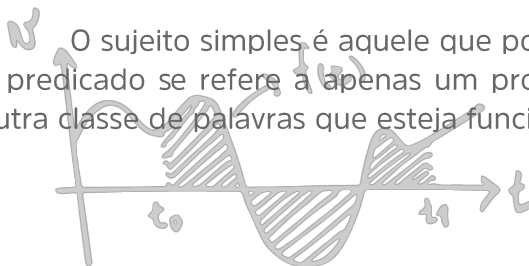 O sujeito simples é aquele que po
predicado se refere a apenas um pro
utra classe de palavras que esteja funci
v
f(x)
t₀
t₁
t